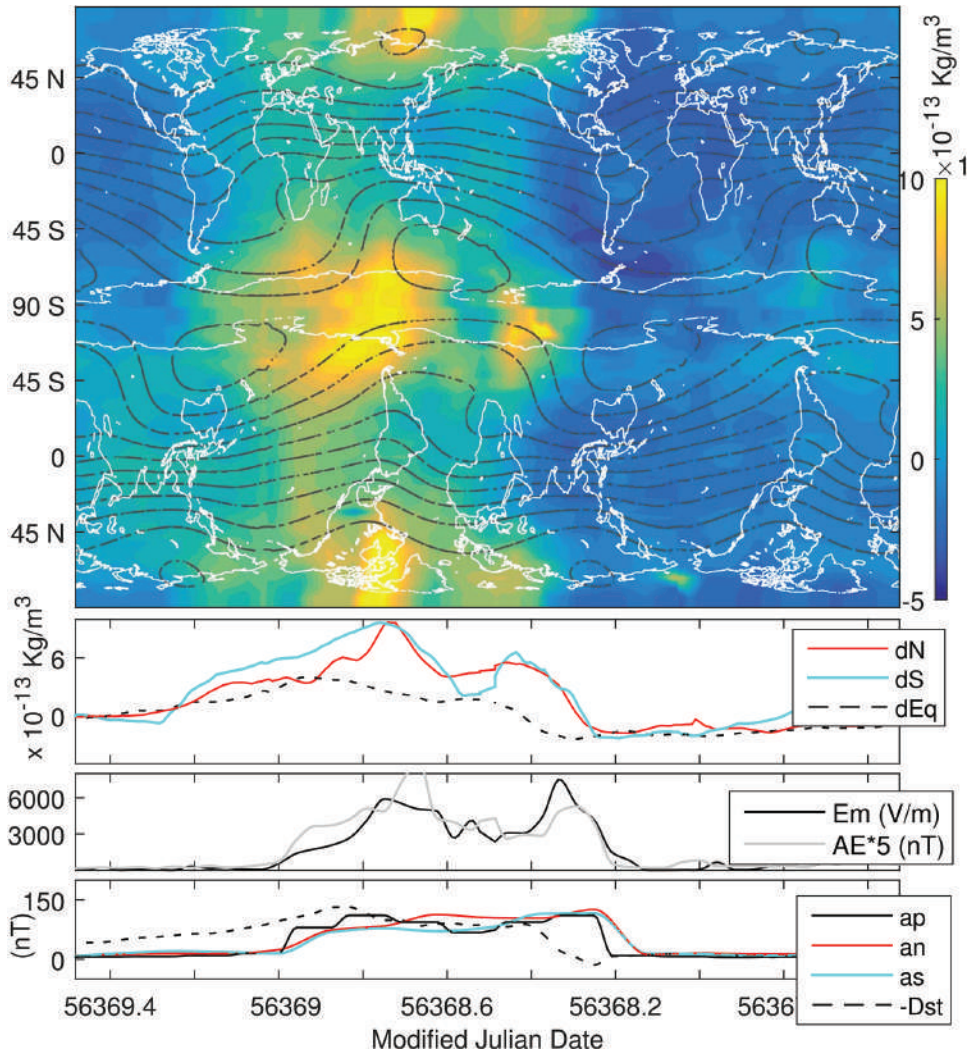 45 N
0
45 S
90 S
45 S
0
45 N
×10⁻¹³ Kg/m³
×1
10
5
0
-5
x 10⁻¹³ Kg/m³
6
0
dN
dS
dEq
6000
3000
Em (V/m)
AE*5 (nT)
(nT)
150
0
ap
an
as
-Dst
56369.4
56369
56368.6
56368.2
5636
Modified Julian Date